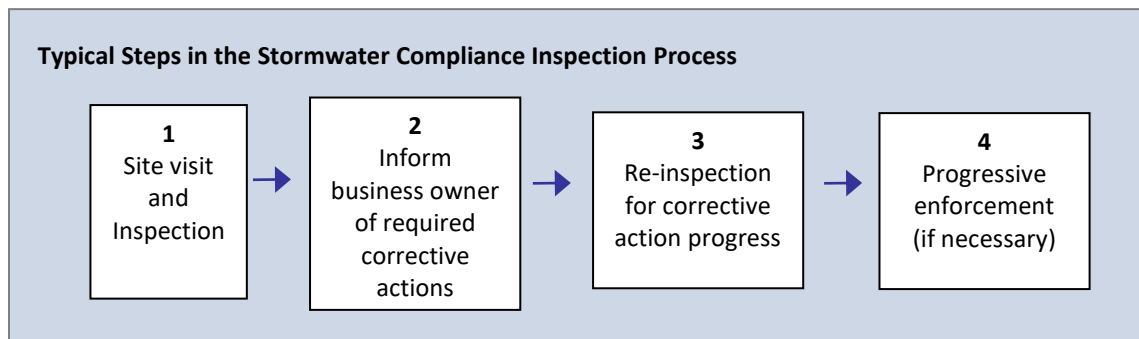 Typical Steps in the Stormwater Compliance Inspection Process
1
Site visit
and
Inspection
2
Inform
business owner
of required
corrective
actions
3
Re-inspection
for corrective
action progress
4
Progressive
enforcement
(if necessary)